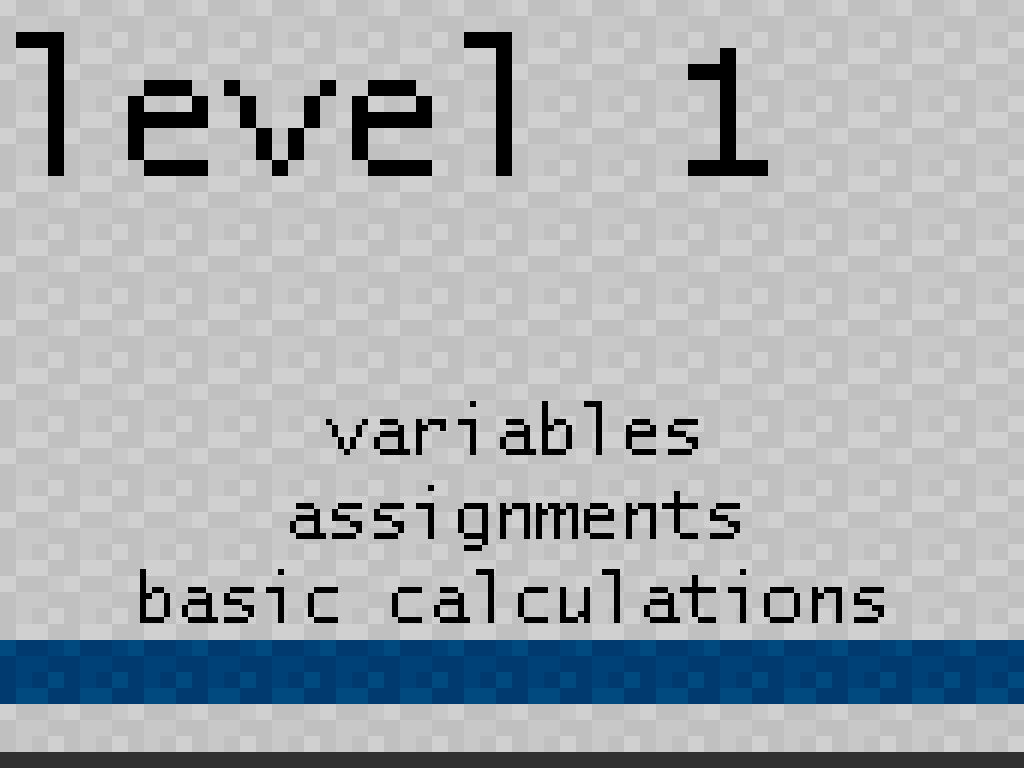 level 1
variables
assignments
basic calculations